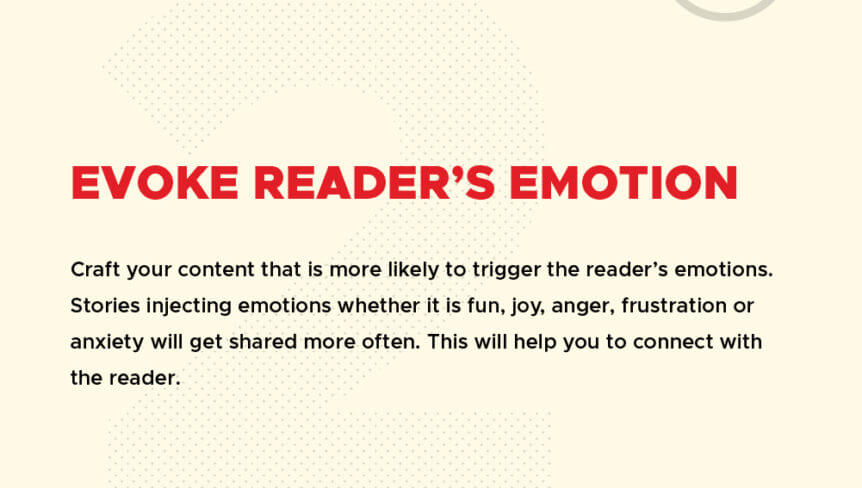 2
EVOKE READER’S EMOTION
Craft your content that is more likely to trigger the reader’s emotions.
Stories injecting emotions whether it is fun, joy, anger, frustration or
anxiety will get shared more often. This will help you to connect with
the reader.